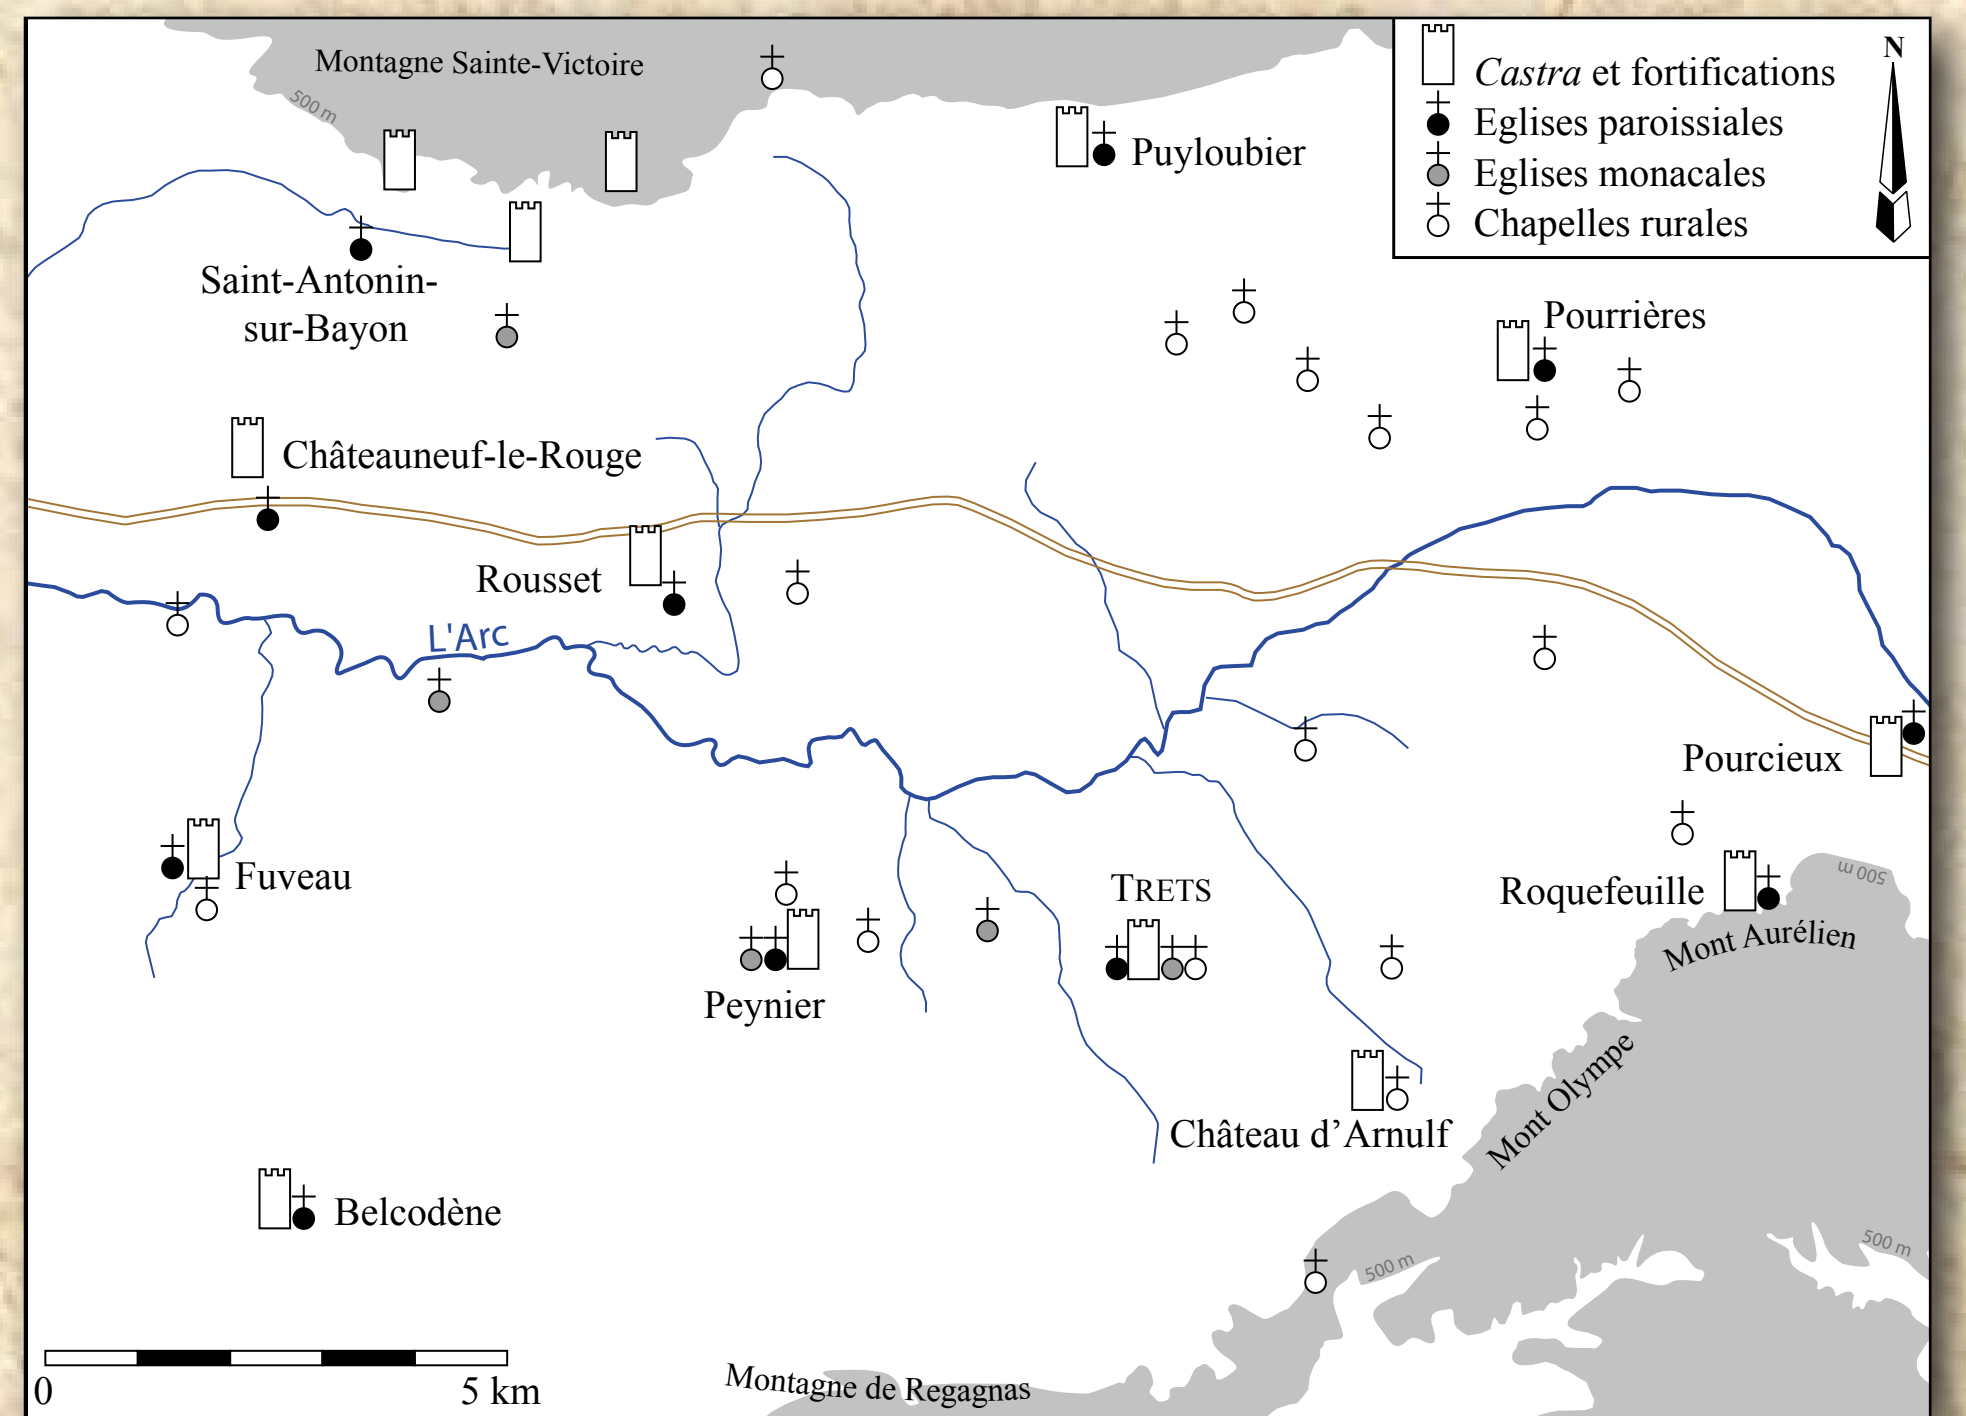 Montagne Sainte-Victoire
500 m
Castra et fortifications
Eglises paroissiales
Eglises monacales
Chapelles rurales
N
Puyloubier
Saint-Antonin-
sur-Bayon
Pourrières
Châteauneuf-le-Rouge
Rousset
L'Arc
Pourcieux
Fuveau
TRETS
Roquefeuille
500 m
Mont Aurélien
Peynier
Mont Olympe
Château d’Arnulf
Belcodène
500 m
500 m
Montagne de Regagnas
0
5 km